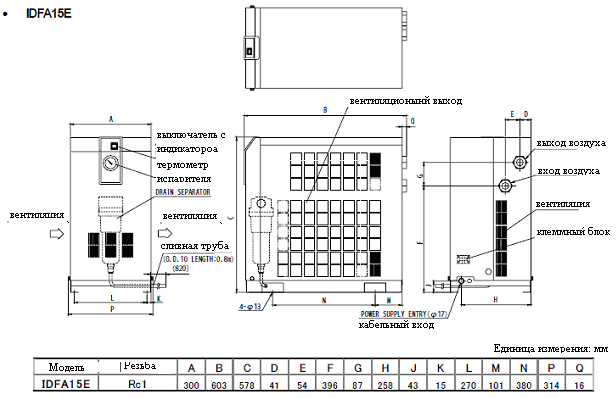 • IDFA15E
вентиляционный выход
A
B
Q
E
D
выключатель с
индикатороа
термометр
испарителя
DRAIN SEPARATOR
выход воздуха
вход воздуха
G
C
F
вентиляция
вентиляция
вентиляция
клеммный блок
сливная труба
(O.D.10 LENGTH:0.8m)
(820)
L
K
P
4-φ13
N
N
J
H
POWER SUPPLY ENTRY(φ17)
кабельный вход
Единица измерения: мм
Модель Резьба A B C D E F G H J K L M N P Q
IDFA15E Rc1 300 603 578 41 54 396 87 258 43 15 270 101 380 314 16